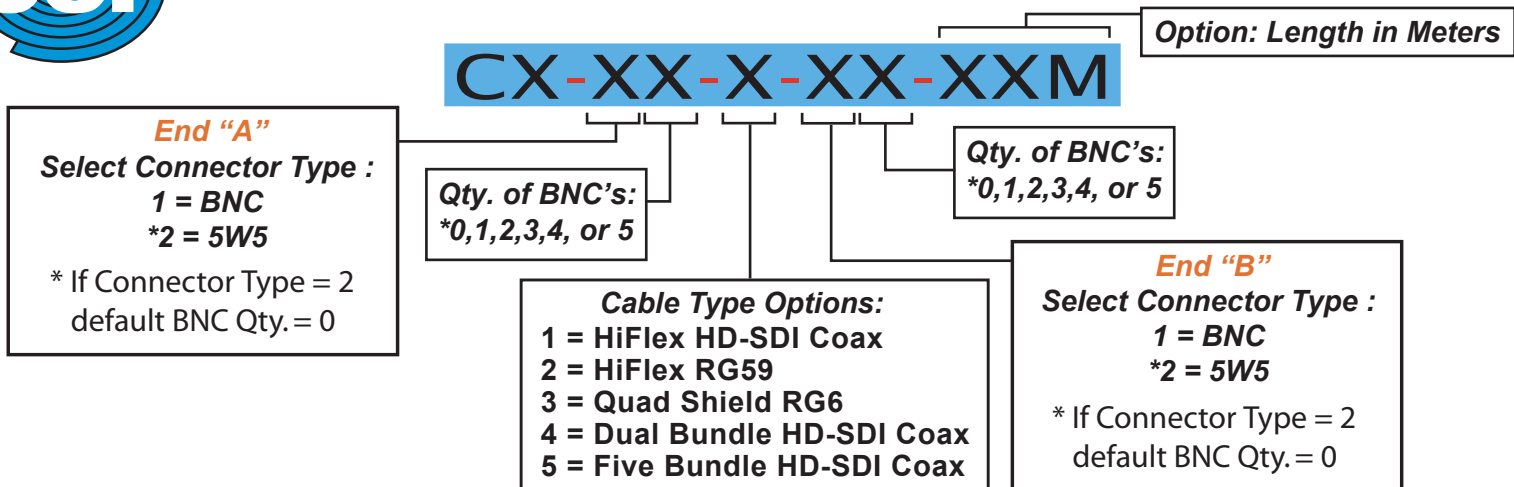 Option: Length in Meters
CX-XX-X-XX-XXM
End “A”
Select Connector Type :
1 = BNC
*2 = 5W5
* If Connector Type = 2
default BNC Qty. = 0
Qty. of BNC’s:
*0,1,2,3,4, or 5
Cable Type Options:
1 = HiFlex HD-SDI Coax
2 = HiFlex RG59
3 = Quad Shield RG6
4 = Dual Bundle HD-SDI Coax
5 = Five Bundle HD-SDI Coax
Qty. of BNC’s:
*0,1,2,3,4, or 5
End “B”
Select Connector Type :
1 = BNC
*2 = 5W5
* If Connector Type = 2
default BNC Qty. = 0